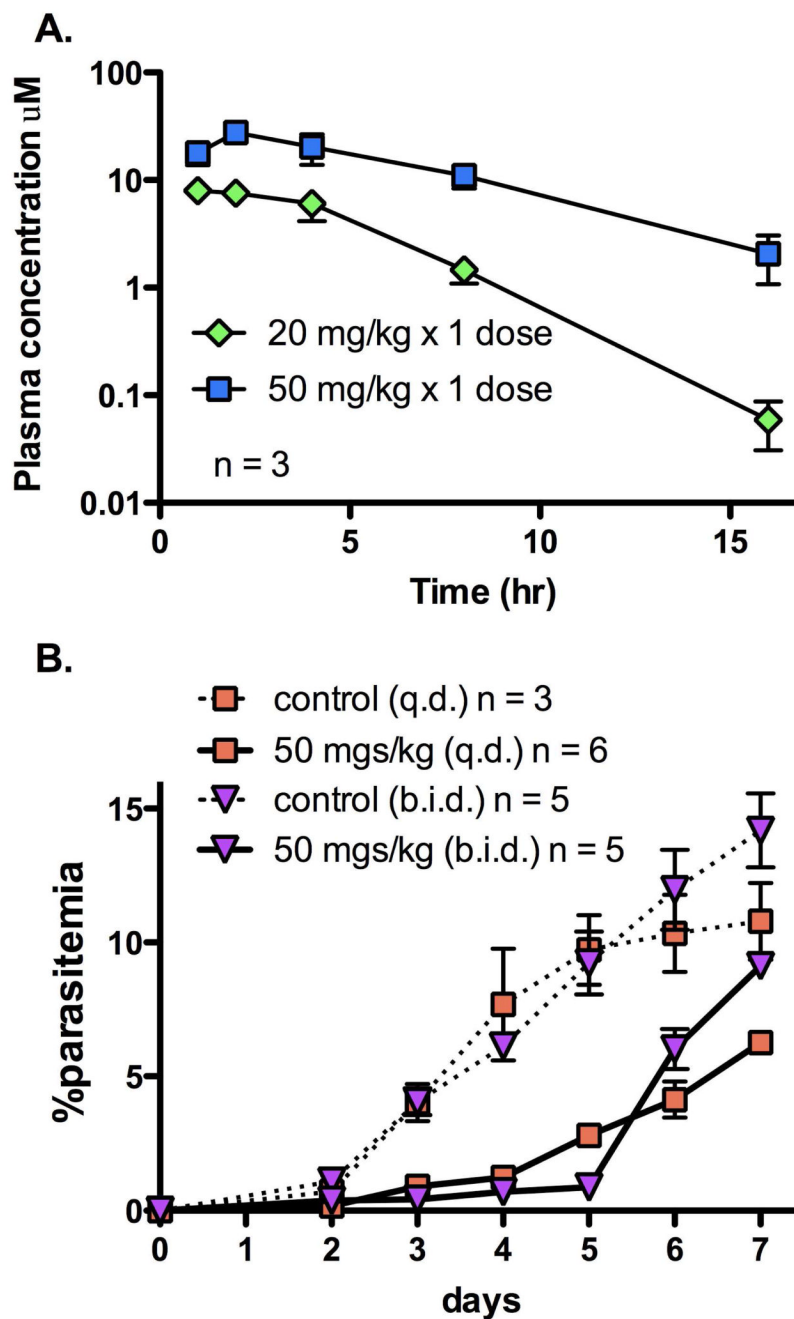 A.
100
10
1
0.1
0.01
Plasma concentration uM
20 mg/kg x 1 dose
50 mg/kg x 1 dose
n = 3
0 5 10 15
Time (hr)
B.
control (q.d.) n = 3
50 mgs/kg (q.d.) n = 6
control (b.i.d.) n = 5
50 mgs/kg (b.i.d.) n = 5
15
10
5
0
%parasitemia
0 1 2 3 4 5 6 7
days